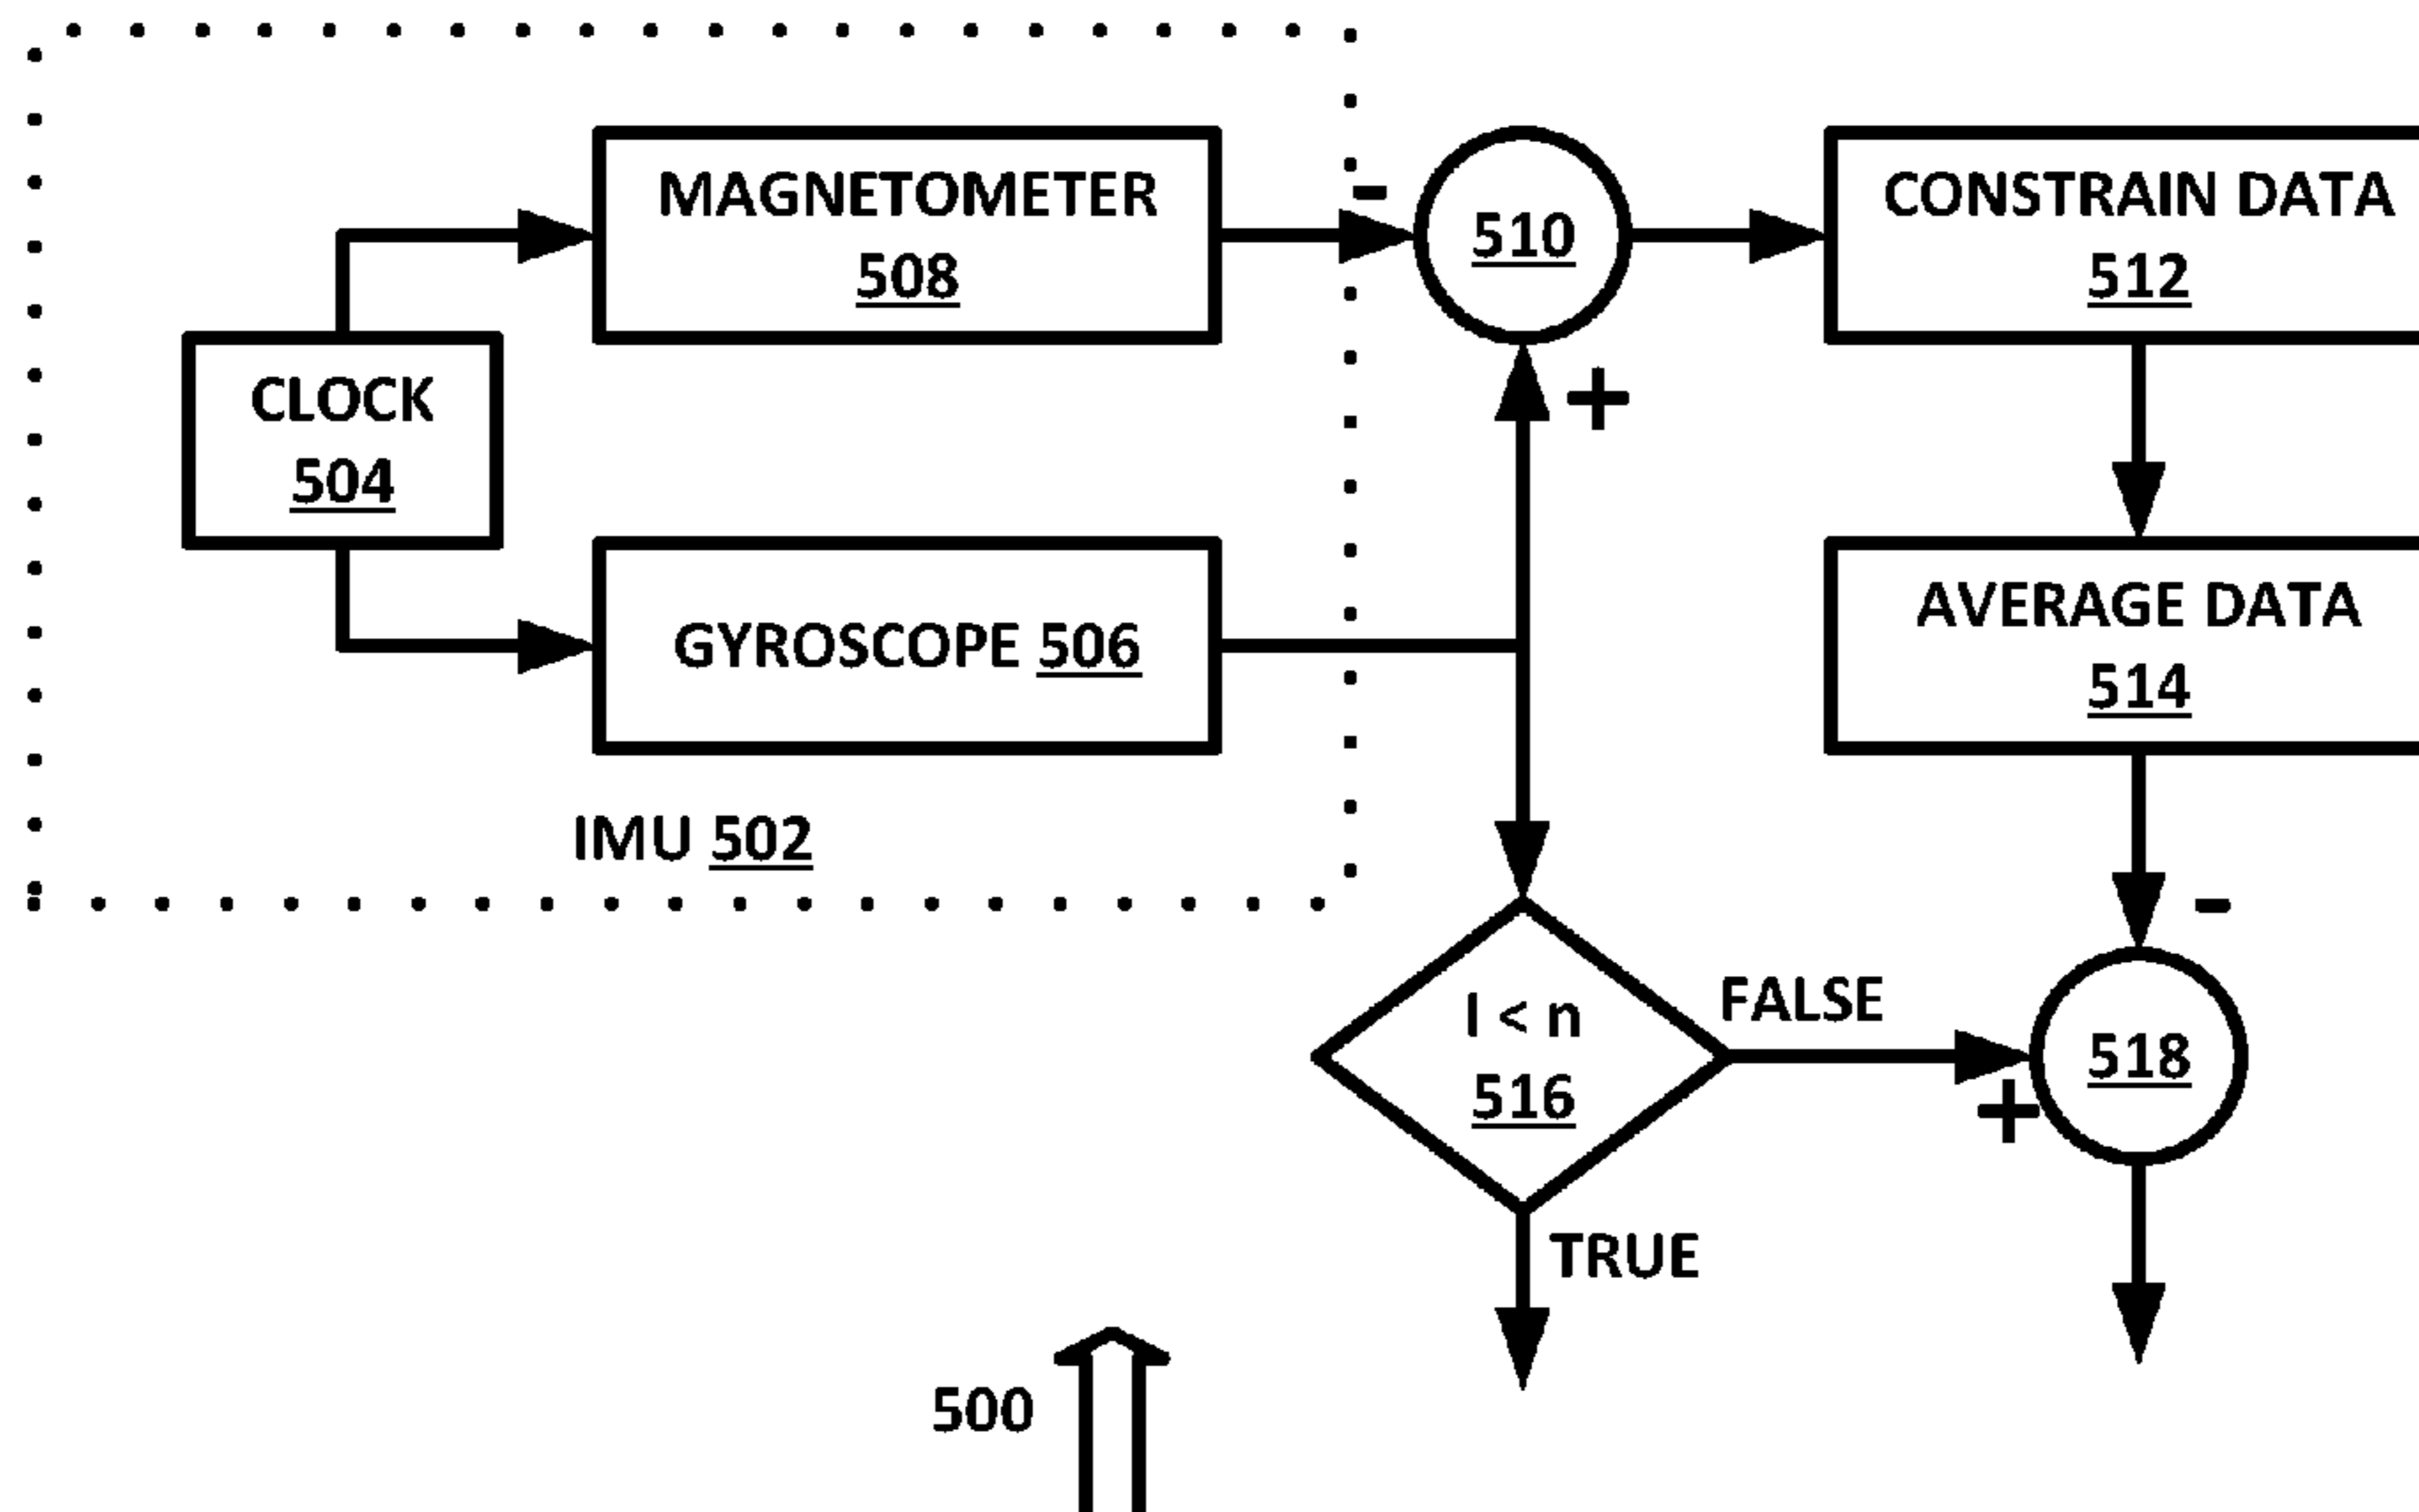 MAGNETOMETER
508
-
510
CONSTRAIN DATA
512
+
CLOCK
504
GYROSCOPE 506
AVERAGE DATA
514
IMU 502
-
I < n
516
FALSE
+
518
TRUE
500